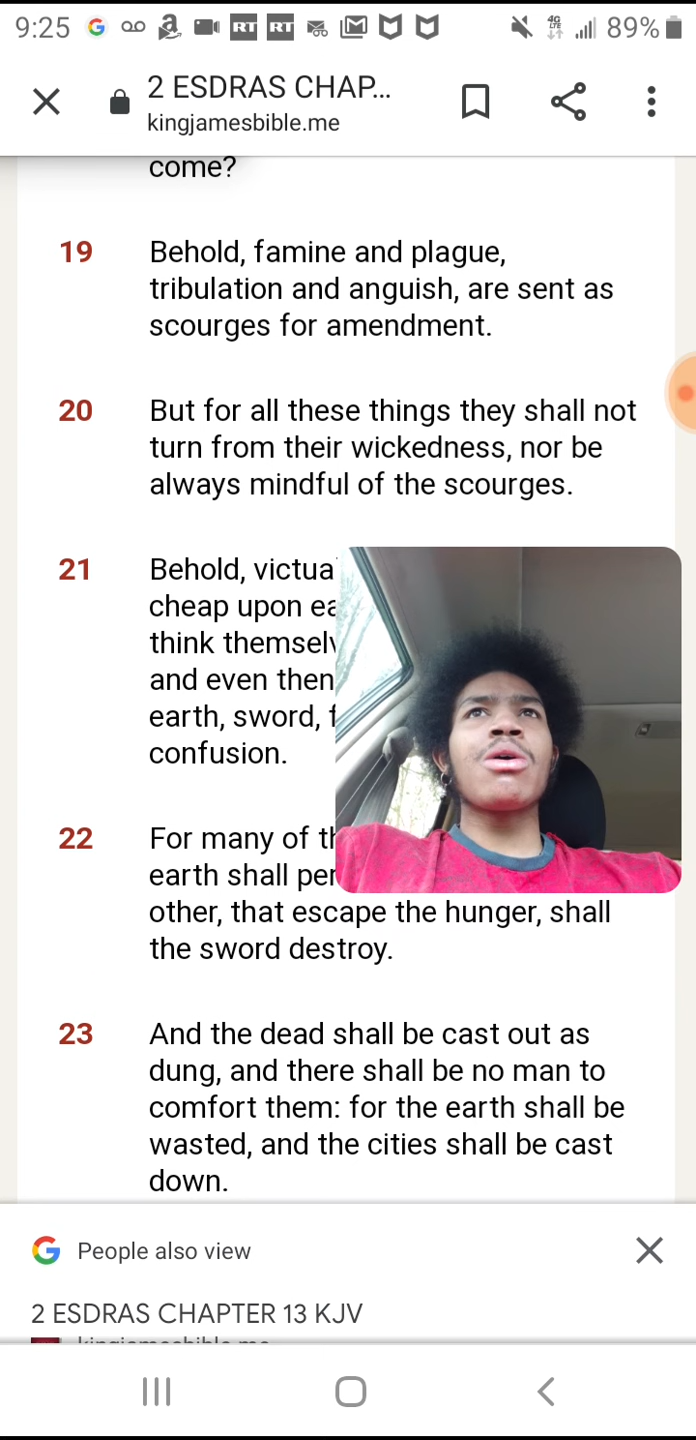 9:25 RT RT 4G LTE 89%
2 ESDRAS CHAP...
kingjamesbible.me
come?
19 Behold, famine and plague,
tribulation and anguish, are sent as
scourges for amendment.
20 But for all these things they shall not
turn from their wickedness, nor be
always mindful of the scourges.
21 Behold,
cheap upon
think
and even then
earth, sword,
confusion.
22 For many of
earth shall
other, that escape the hunger, shall
the sword destroy.
23 And the dead shall be cast out as
dung, and there shall be no man to
comfort them: for the earth shall be
wasted, and the cities shall be cast
down.
People also view
2 ESDRAS CHAPTER 13 KJV